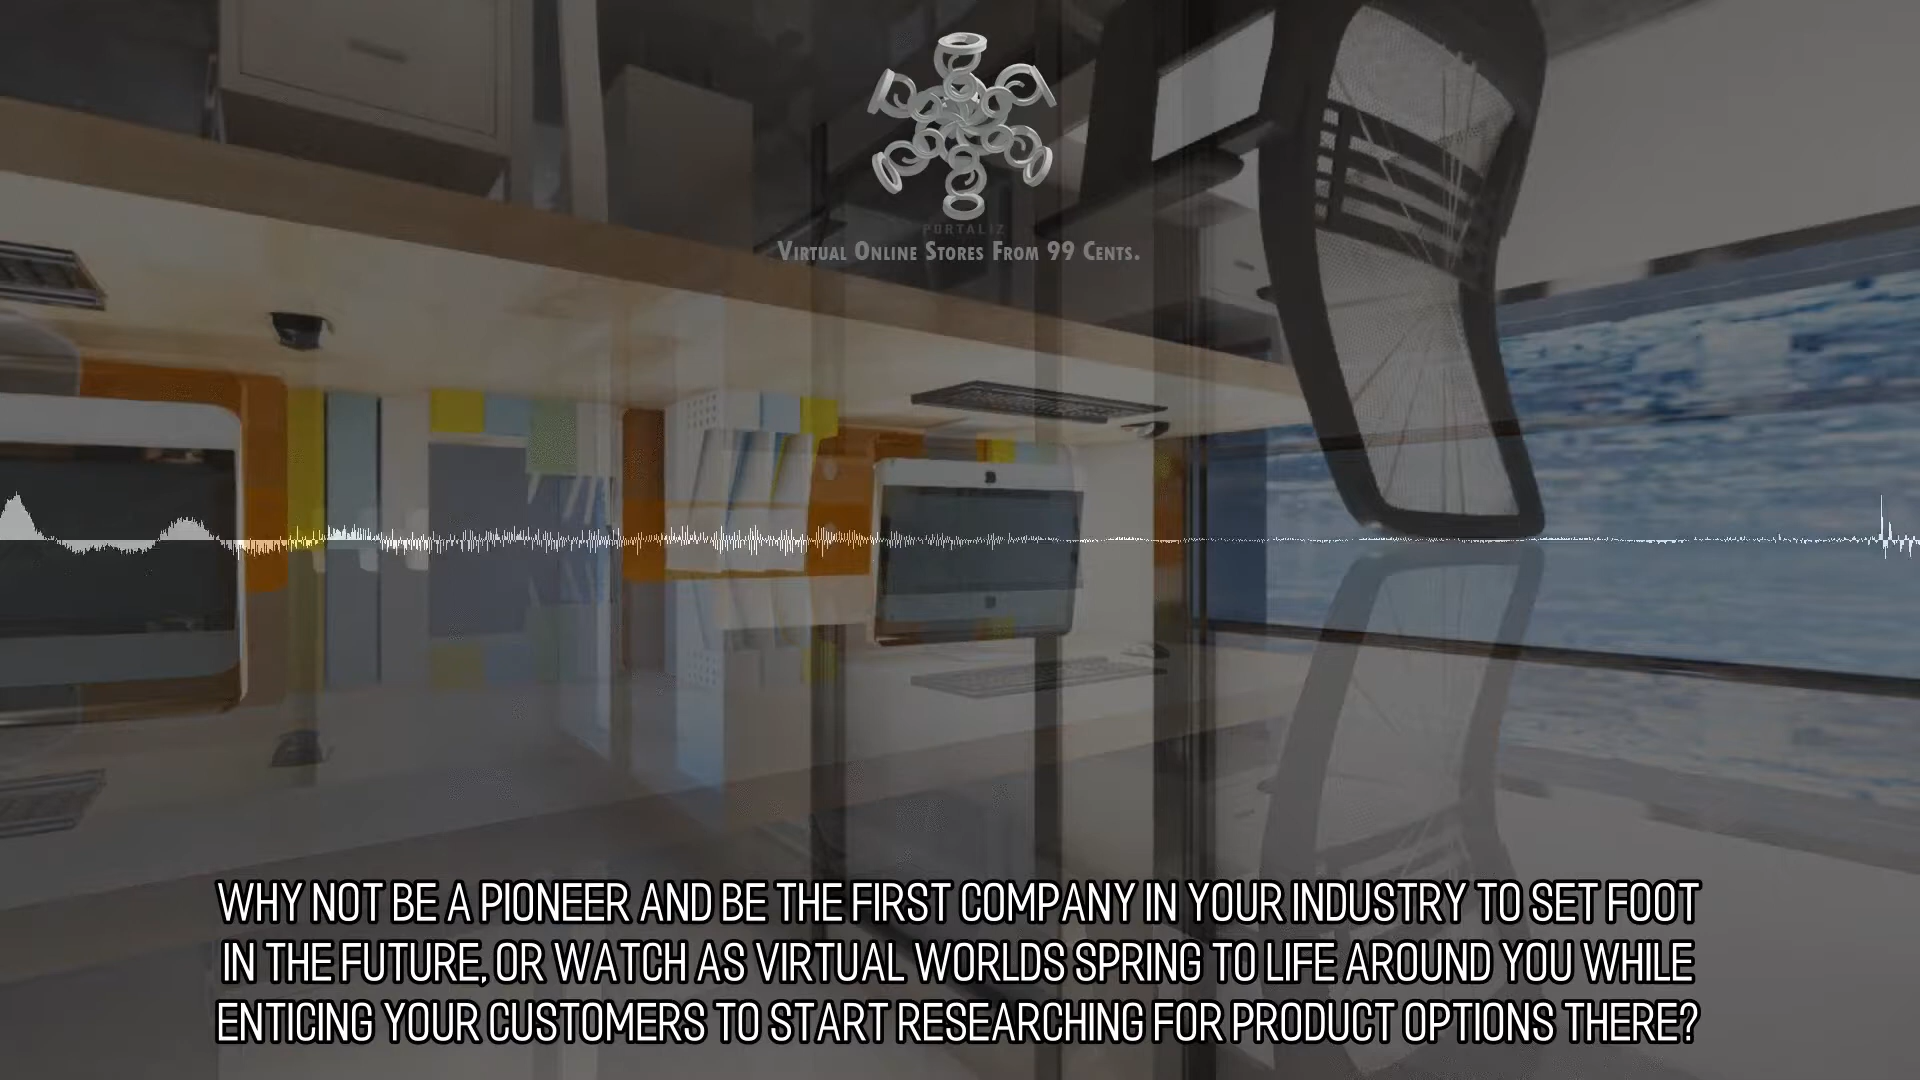 PORTALIZ
Virtual Online Stores From 99 Cents.
WHY NOT BE A PIONEER AND BE THE FIRST COMPANY IN YOUR INDUSTRY TO SET FOOT
IN THE FUTURE, OR WATCH AS VIRTUAL WORLDS SPRING TO LIFE AROUND YOU WHILE
ENTICING YOUR CUSTOMERS TO START RESEARCHING FOR PRODUCT OPTIONS THERE?